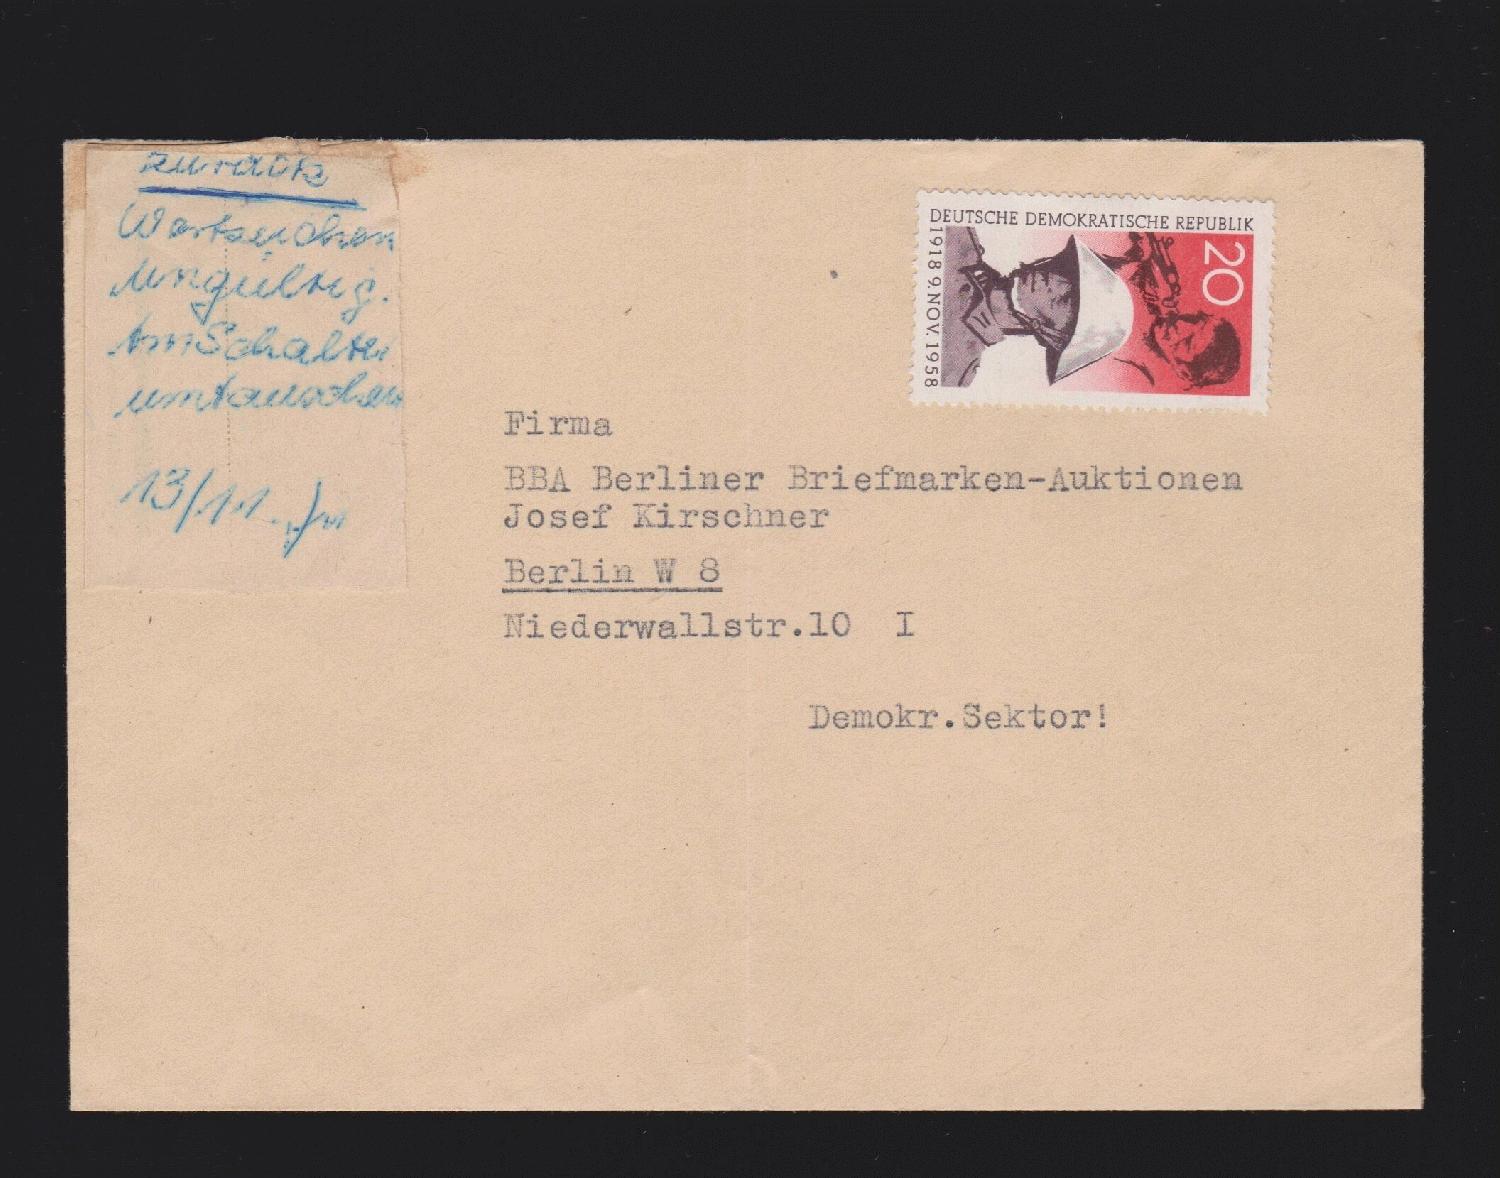 zurück
Wertzeichen
ungültig.
Am Schalter
umtauschen
13/11.
DEUTSCHE DEMOKRATISCHE REPUBLIK
20
1918 9.NOV. 1958
Firma
BBA Berliner Briefmarken-Auktionen
Josef Kirschner
Berlin W 8
Niederwallstr.10 I
Demokr.Sektor!